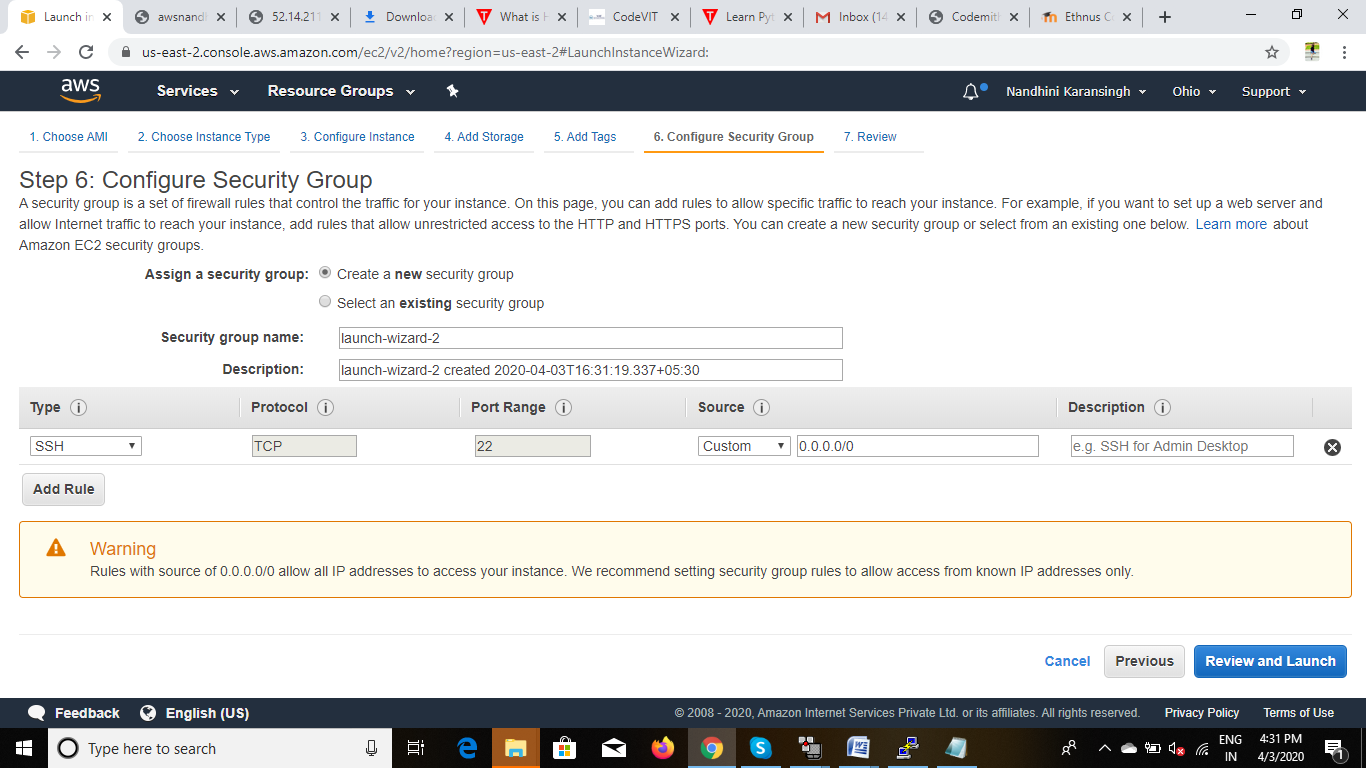 Launch in
awsnand
52.14.211
Download
What is H
CodeVIT
Learn Pyt
Inbox (14
Codemith
Ethnus C
us-east-2.console.aws.amazon.com/ec2/v2/home?region=us-east-2#LaunchInstanceWizard:
aws Services Resource Groups Nandhini Karansingh Ohio Support
1. Choose AMI 2. Choose Instance Type 3. Configure Instance 4. Add Storage 5. Add Tags 6. Configure Security Group 7. Review
Step 6: Configure Security Group
A security group is a set of firewall rules that control the traffic for your instance. On this page, you can add rules to allow specific traffic to reach your instance. For example, if you want to set up a web server and
allow Internet traffic to reach your instance, add rules that allow unrestricted access to the HTTP and HTTPS ports. You can create a new security group or select from an existing one below. Learn more about
Amazon EC2 security groups.
Assign a security group: Create a new security group
Select an existing security group
Security group name: launch-wizard-2
Description: launch-wizard-2 created 2020-04-03T16:31:19.337+05:30
Type Protocol Port Range Source Description
SSH TCP 22 Custom 0.0.0.0/0 e.g. SSH for Admin Desktop
Add Rule
Warning
Rules with source of 0.0.0.0/0 allow all IP addresses to access your instance. We recommend setting security group rules to allow access from known IP addresses only.
Cancel Previous Review and Launch
Feedback English (US) © 2008 - 2020, Amazon Internet Services Private Ltd. or its affiliates. All rights reserved. Privacy Policy Terms of Use
Type here to search
ENG
IN
4:31 PM
4/3/2020
1